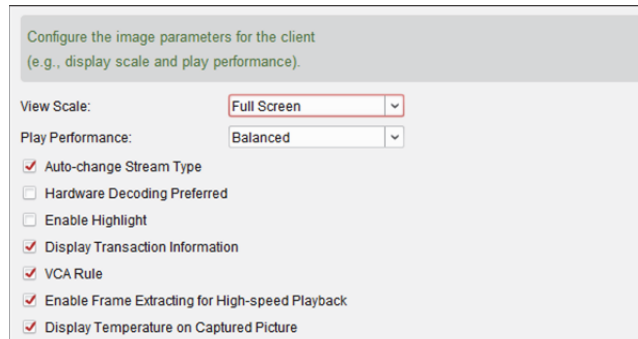 Configure the image parameters for the client
(e.g., display scale and play performance).
View Scale: Full Screen
Play Performance: Balanced
Auto-change Stream Type
Hardware Decoding Preferred
Enable Highlight
Display Transaction Information
VCA Rule
Enable Frame Extracting for High-speed Playback
Display Temperature on Captured Picture